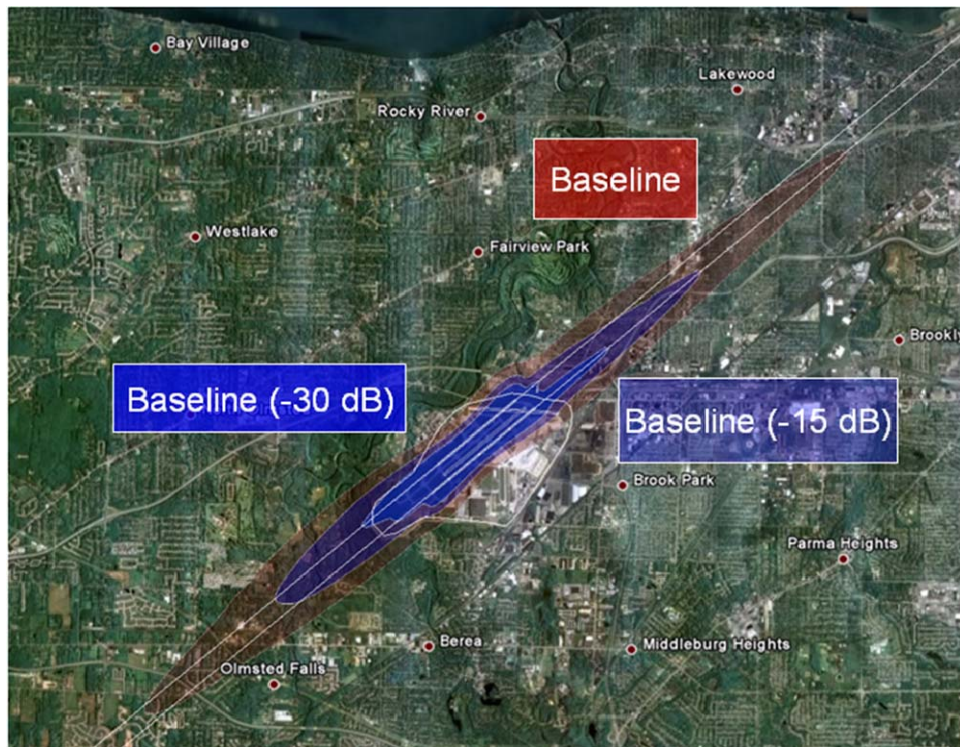 Bay Village
Lakewood
Rocky River
Baseline
Westlake
Fairview Park
Brookly
Baseline (-30 dB)
Baseline (-15 dB)
Brook Park
Parma Heights
Berea
Middleburg Heights
Olmsted Falls